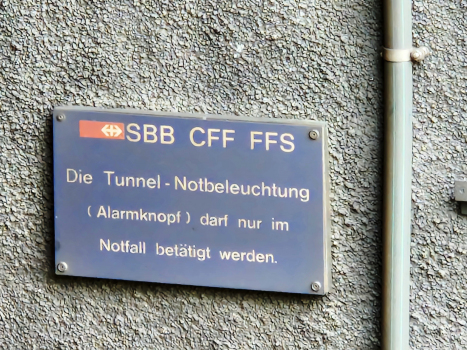 SBB CFF FFS
Die Tunnel-Notbeleuchtung
(Alarmknopf) darf nur im
Notfall betätigt werden.